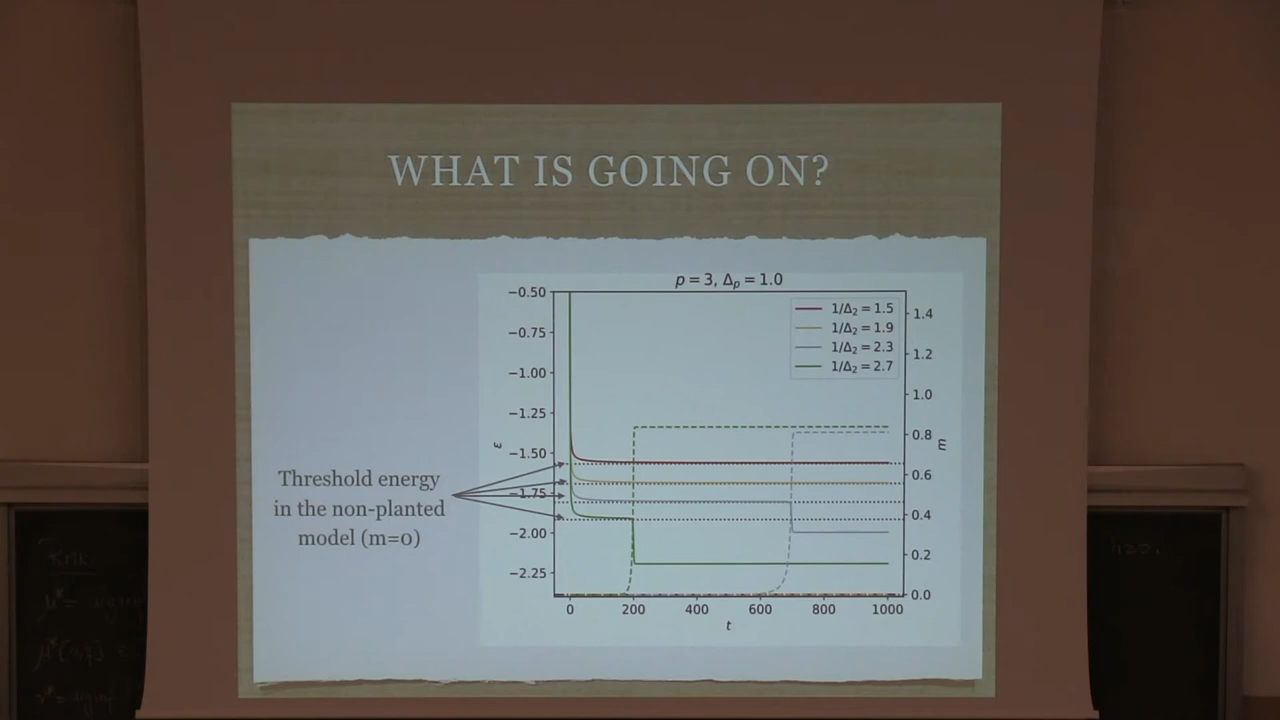 WHAT IS GOING ON?
p = 3, Δₚ = 1.0
−0.50
−0.75
−1.00
−1.25
−1.50
−1.75
−2.00
−2.25
ε
1/Δ₂ = 1.5
1/Δ₂ = 1.9
1/Δ₂ = 2.3
1/Δ₂ = 2.7
1.4
1.2
1.0
0.8
0.6
0.4
0.2
0.0
m
Threshold energy
in the non-planted
model (m=0)
0 200 400 600 800 1000
t